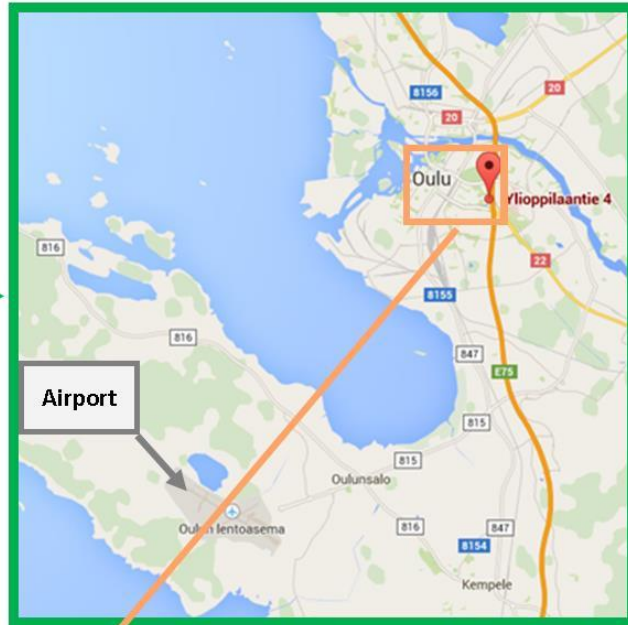 8156
20
20
Oulu
Ylioppilaantie 4
816
22
8155
816
847
E75
Airport
815
815
Oulunsalo
Oulun lentoasema
816
847
8154
Kempele